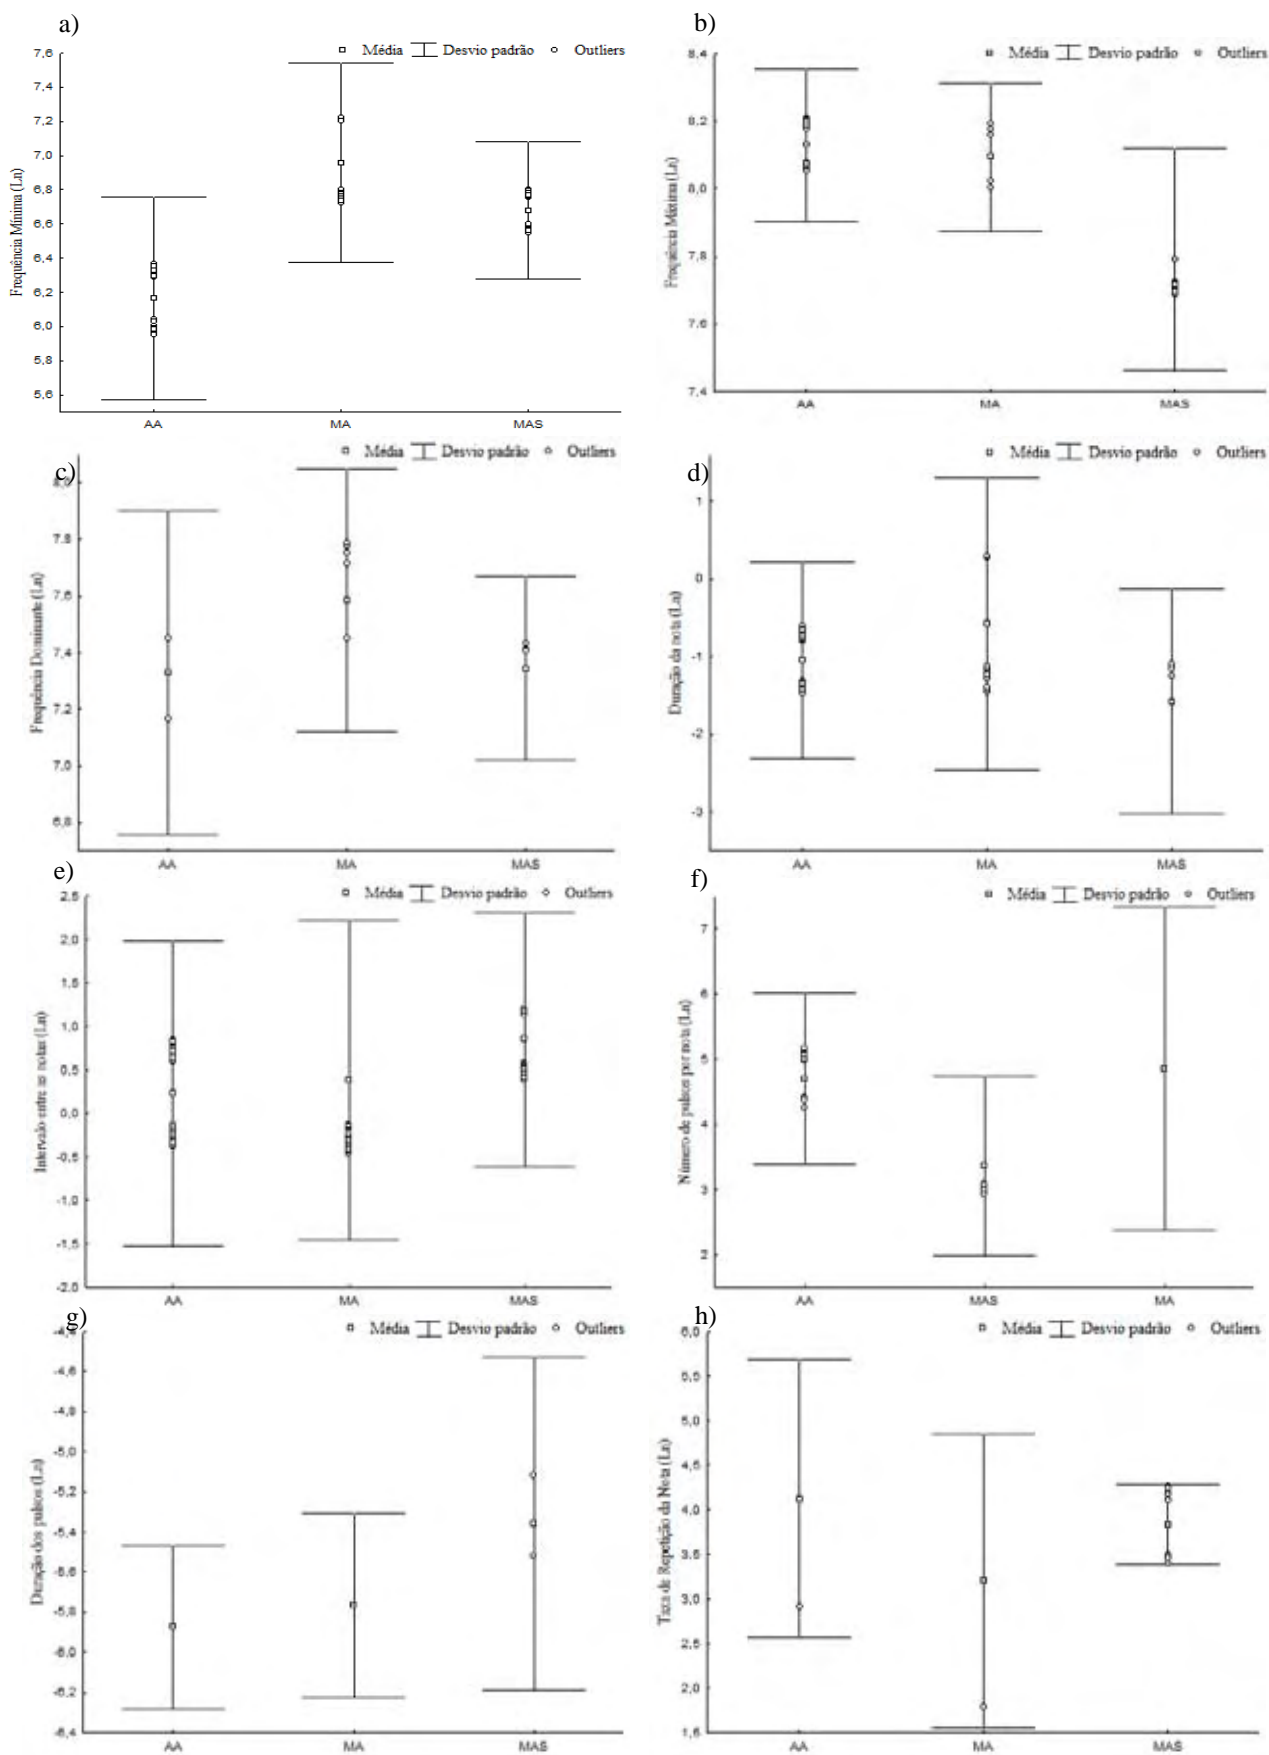 a)
Média Desvio padrão Outliers
Frequência Mínima (Ln)
7,6
7,4
7,2
7,0
6,8
6,6
6,4
6,2
6,0
5,8
5,6
AA MA MAS
b)
Média Desvio padrão Outliers
Frequência Máxima (Ln)
8,4
8,2
8,0
7,8
7,6
7,4
AA MA MAS
c)
Média Desvio padrão Outliers
Frequência Dominante (Ln)
8,0
7,8
7,6
7,4
7,2
7,0
6,8
AA MA MAS
d)
Média Desvio padrão Outliers
Duração da nota (Ln)
1
0
-1
-2
-3
AA MA MAS
e)
Média Desvio padrão Outliers
Intervalo entre as notas (Ln)
2,5
2,0
1,5
1,0
0,5
0,0
-0,5
-1,0
-1,5
-2,0
AA MA MAS
f)
Média Desvio padrão Outliers
Número de pulsos por nota (Ln)
7
6
5
4
3
2
AA MAS MA
g)
Média Desvio padrão Outliers
Duração dos pulsos (Ln)
-4,4
-4,6
-4,8
-5,0
-5,2
-5,4
-5,6
-5,8
-6,0
-6,2
-6,4
AA MA MAS
h)
Média Desvio padrão Outliers
Taxa de Repetição da Nota (Ln)
6,0
5,5
5,0
4,5
4,0
3,5
3,0
2,5
2,0
1,5
AA MA MAS